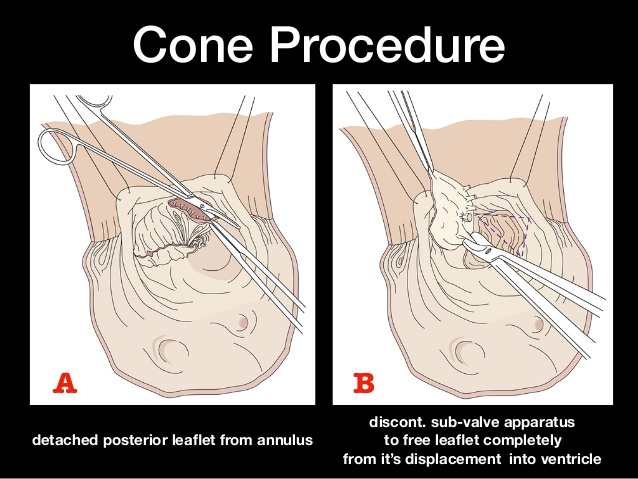 Cone Procedure
A
B
detached posterior leaflet from annulus
discont. sub-valve apparatus
to free leaflet completely
from it’s displacement into ventricle